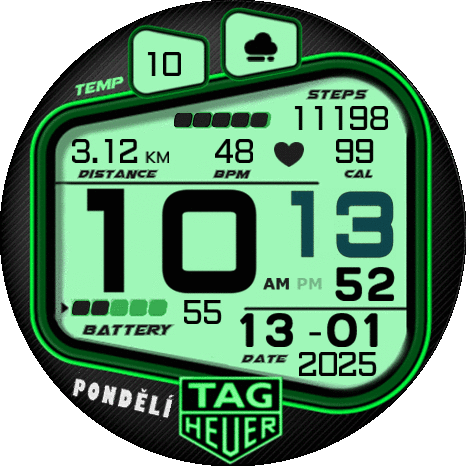 TEMP 10
STEPS
11198
3.12 KM 48 99
DISTANCE BPM CAL
10 13
AM PM 52
55
BATTERY
13 -01
DATE 2025
PONDĚLÍ
TAG
HEUER